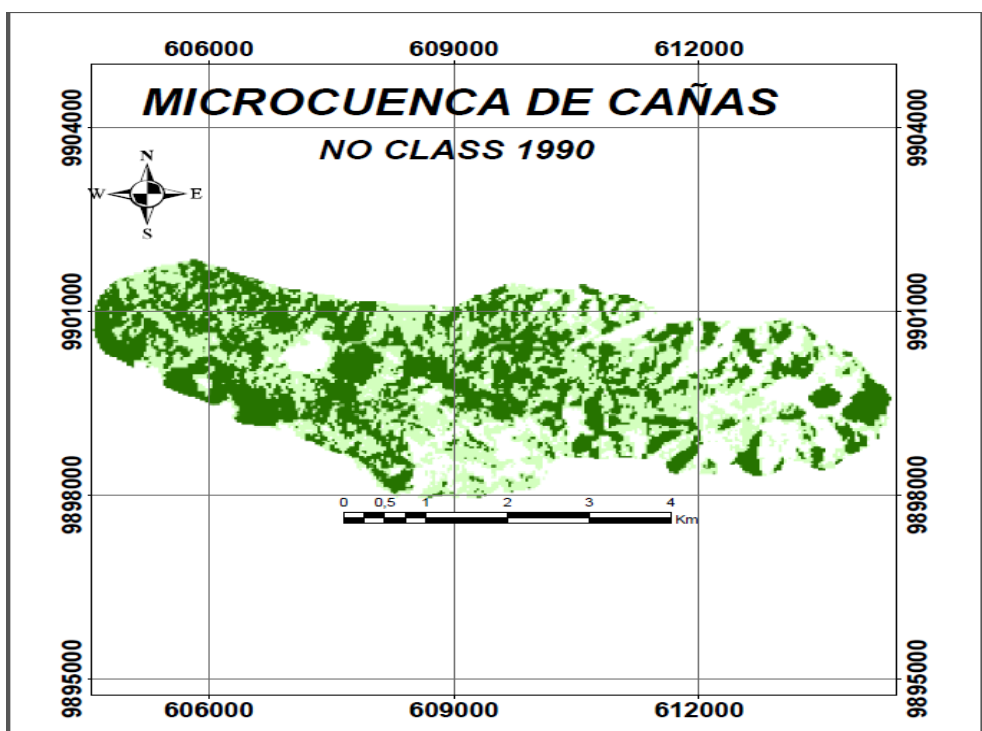 606000 609000 612000
MICROCUENCA DE CAÑAS
9904000 9904000
NO CLASS 1990
N
W E
S
9901000 9901000
9898000 9898000
0 0,5 1 2 3 4
Km
9895000 9895000
606000 609000 612000